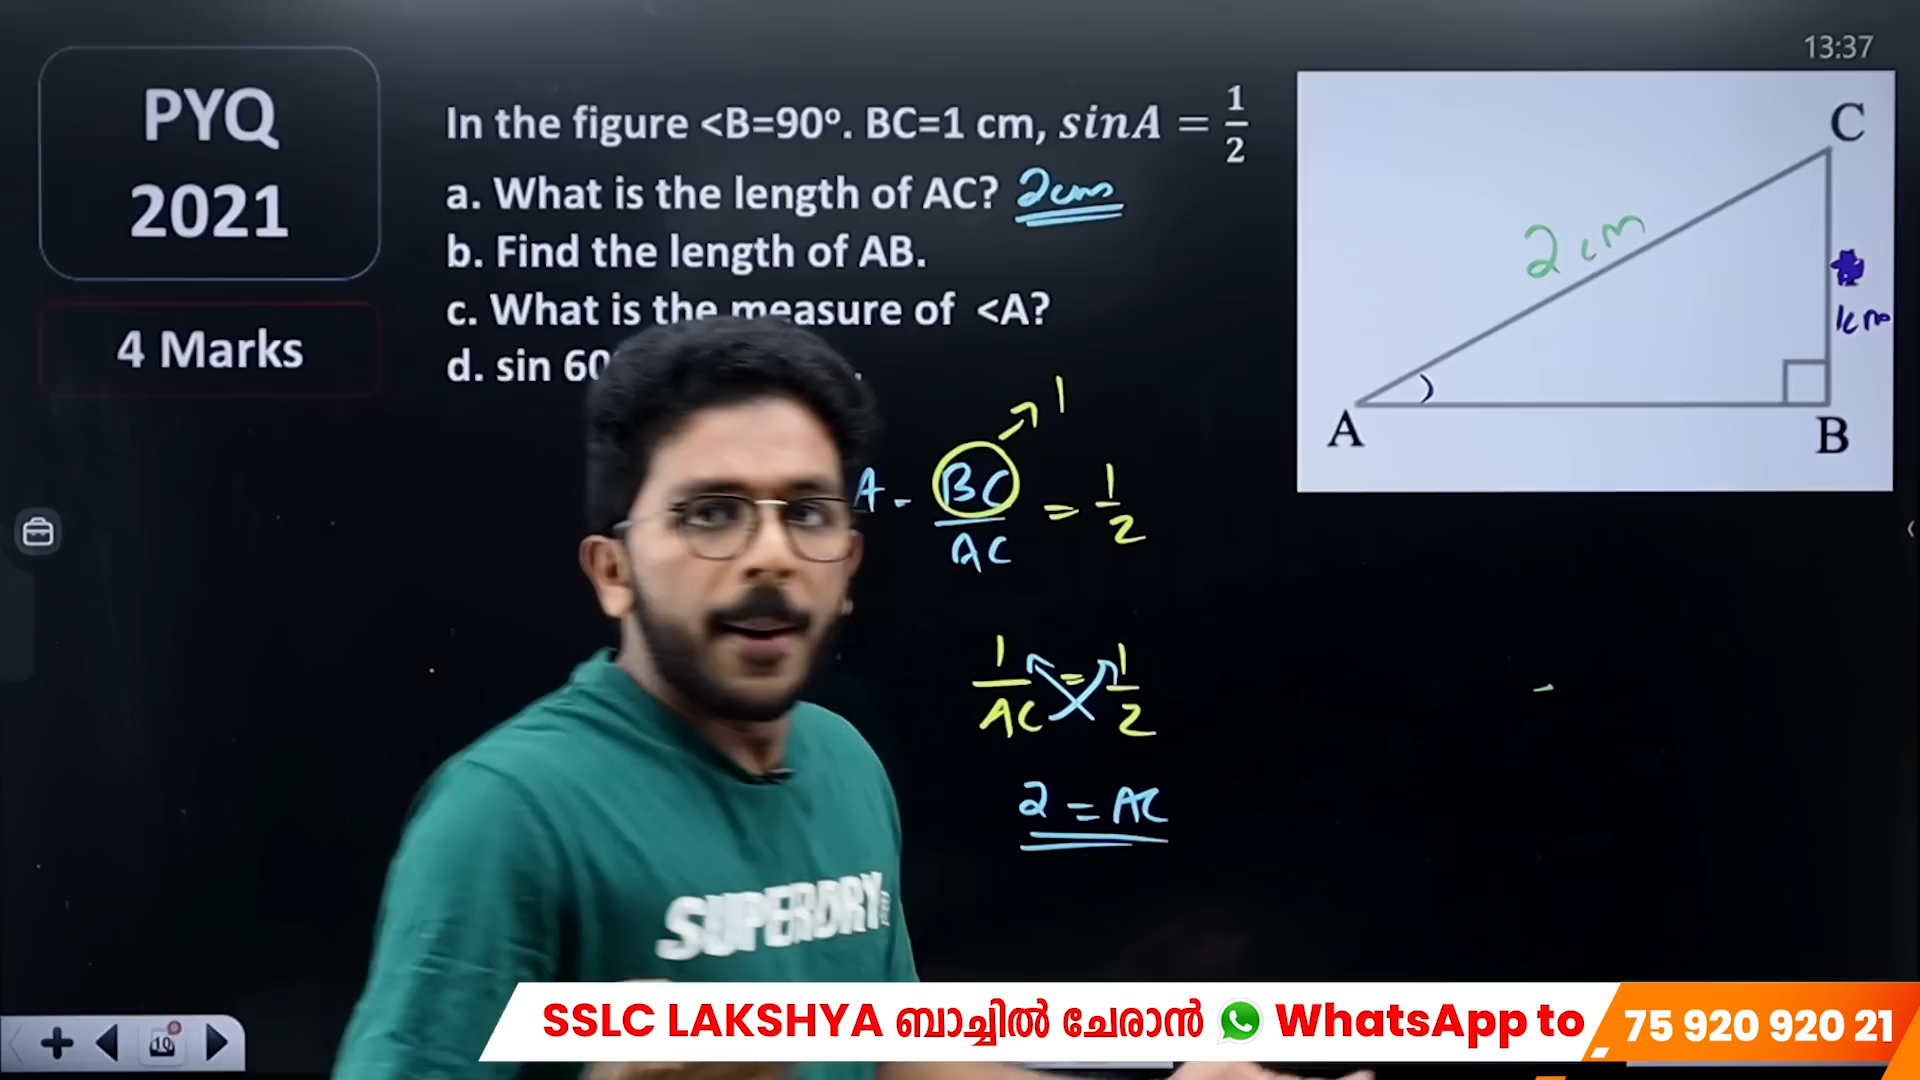 13:37
PYQ
2021
4 Marks
In the figure <B=90°. BC=1 cm, sinA = 1/2
a. What is the length of AC? 2cm
b. Find the length of AB.
c. What is the measure of <A?
d. sin 60
C
2 cm
1cm
A
B
1
A - BC/AC = 1/2
1/AC = 1/2
2 = AC
SUPERDRY
10
SSLC LAKSHYA ബാച്ചിൽ ചേരാൻ WhatsApp to 75 920 920 21